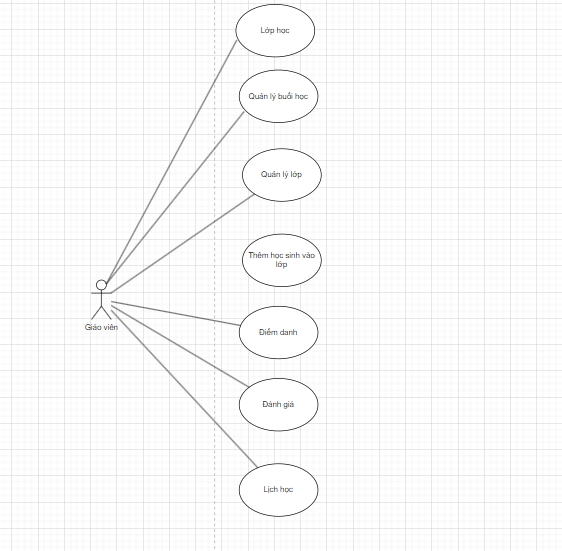 Lớp học
Quản lý buổi học
Quản lý lớp
Thêm học sinh vào
lớp
Giáo viên
Điểm danh
Đánh giá
Lịch học